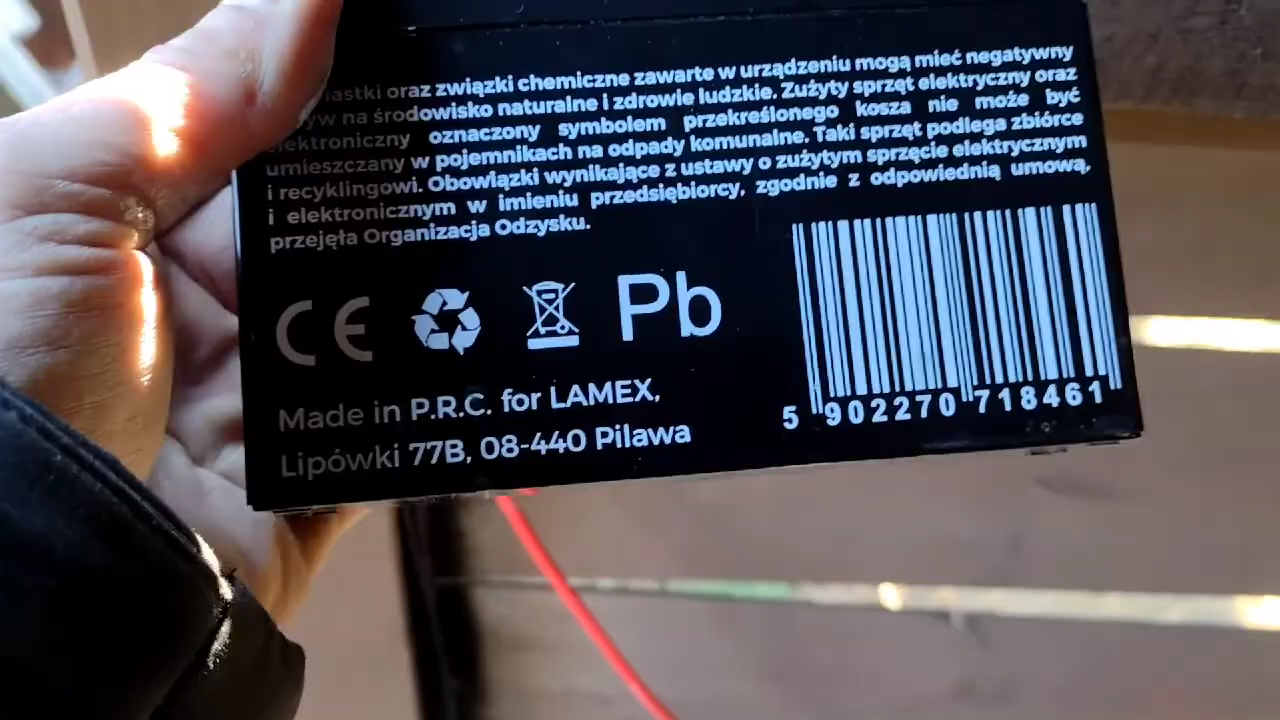 oraz związki chemiczne zawarte w urządzeniu mogą mieć negatywny
na środowisko naturalne i zdrowie ludzkie. Zużyty sprzęt elektryczny oraz
elektroniczny oznaczony symbolem przekreślonego kosza nie może być
umieszczany w pojemnikach na odpady komunalne. Taki sprzęt podlega zbiórce
i recyklingowi. Obowiązki wynikające z ustawy o zużytym sprzęcie elektrycznym
i elektronicznym w imieniu przedsiębiorcy, zgodnie z odpowiednią umową,
przejęła Organizacja Odzysku.
CE Pb
Made in P.R.C. for LAMEX,
Lipówki 77B, 08-440 Pilawa
5 902270 718461